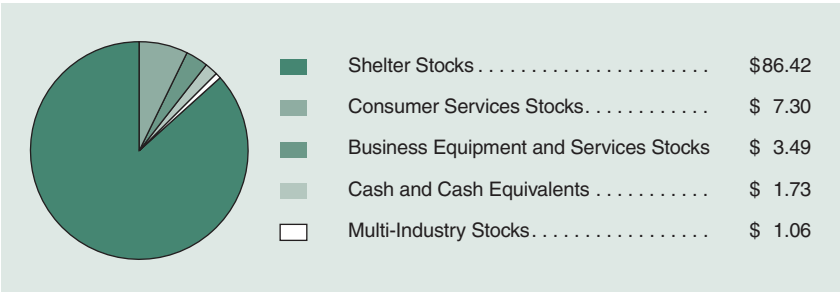 Shelter Stocks . . . . . . . . . . . . . . . . . . . . . . $86.42
Consumer Services Stocks. . . . . . . . . . . . $ 7.30
Business Equipment and Services Stocks $ 3.49
Cash and Cash Equivalents . . . . . . . . . . . $ 1.73
Multi-Industry Stocks. . . . . . . . . . . . . . . . . $ 1.06